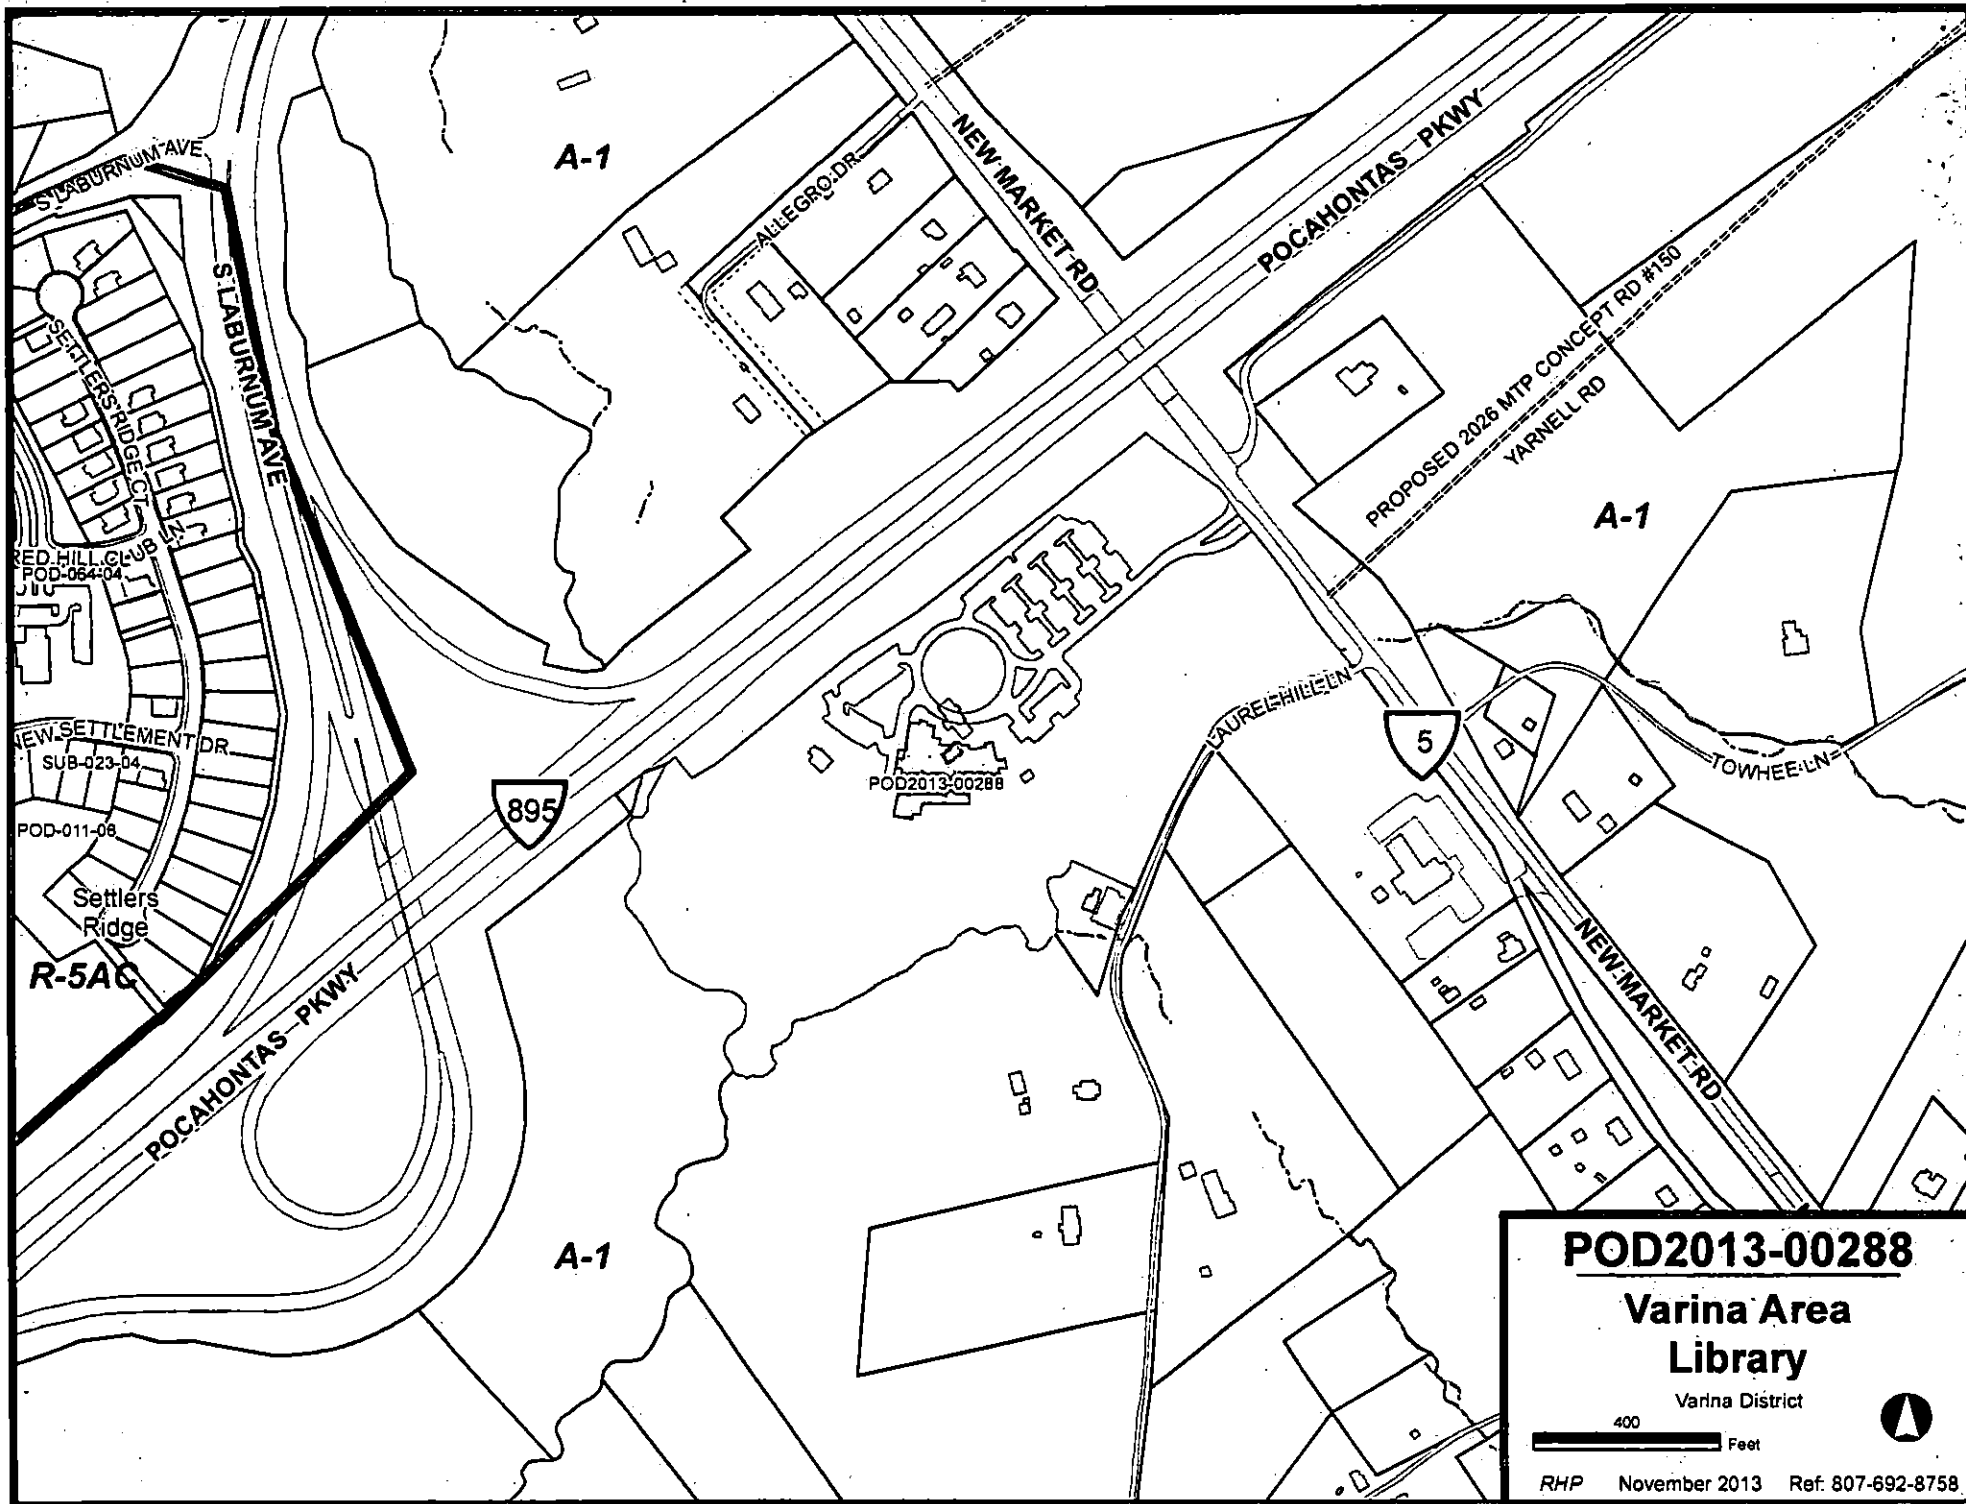 A-1
S LABURNUM AVE
ALLEGRO DR
NEW MARKET RD
POCAHONTAS PKWY
S LABURNUM AVE
SETTLERS RIDGE CT
PROPOSED 2026 MTP CONCEPT RD #150
YARNELL RD
A-1
RED HILL CLUB
POD-064-04
LAUREL HILL LN
NEW SETTLEMENT DR
SUB-023-04
5
TOWHEE LN
POD2013-00288
895
POD-011-06
Settlers
Ridge
R-5AC
POCAHONTAS PKWY
NEW MARKET RD
A-1
POD2013-00288
Varina Area
Library
Varina District
400
Feet
RHP November 2013 Ref: 807-692-8758